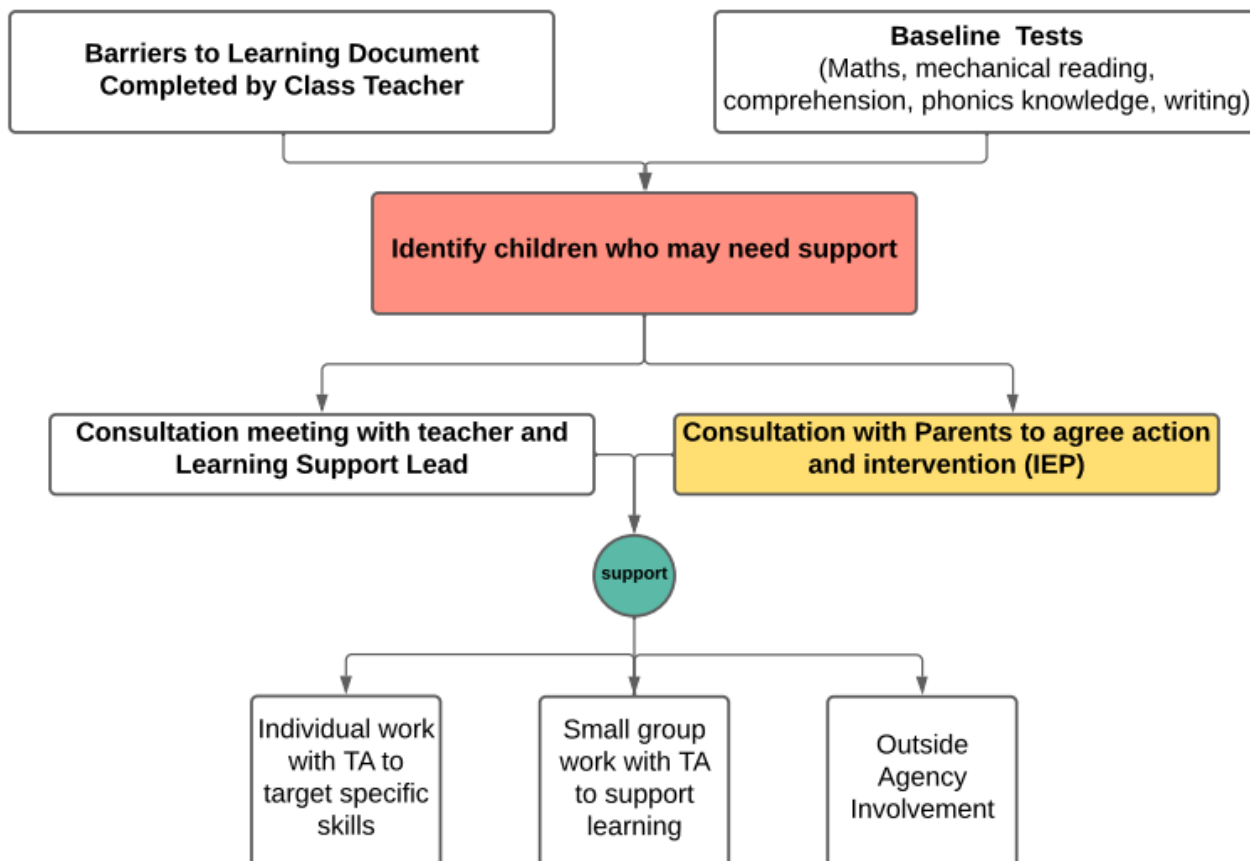 Barriers to Learning Document
Completed by Class Teacher
Baseline Tests
(Maths, mechanical reading,
comprehension, phonics knowledge, writing)
Identify children who may need support
Consultation meeting with teacher and
Learning Support Lead
Consultation with Parents to agree action
and intervention (IEP)
support
Individual work
with TA to
target specific
skills
Small group
work with TA
to support
learning
Outside
Agency
Involvement